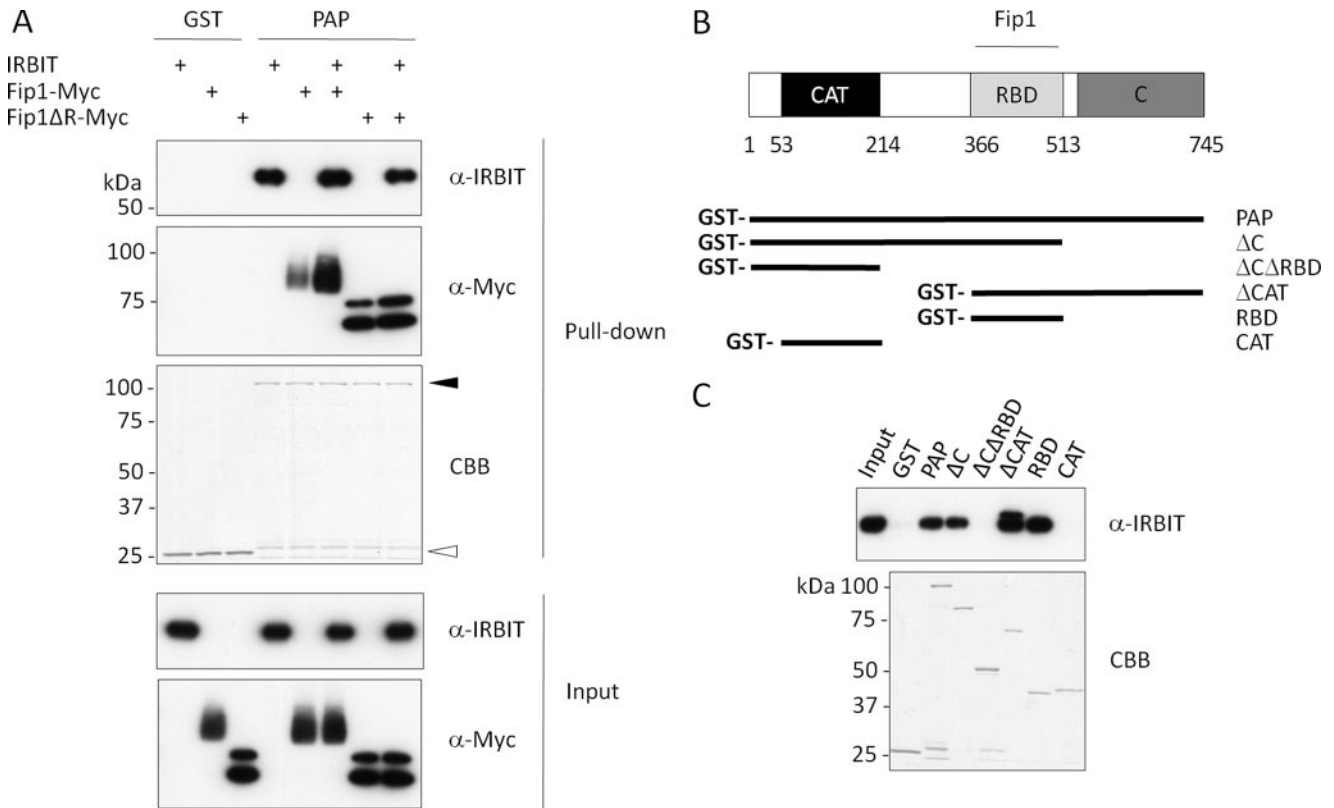 A
GST PAP
IRBIT + + + +
Fip1-Myc + + +
Fip1ΔR-Myc + + +
kDa
50 -
α-IRBIT
100 -
75 -
α-Myc
100 -
75 -
50 -
37 -
25 -
CBB
Pull-down
α-IRBIT
α-Myc
Input
B
Fip1
CAT RBD C
1 53 214 366 513 745
GST- PAP
GST- ΔC
GST- ΔCΔRBD
GST- ΔCAT
GST- RBD
GST- CAT
C
Input GST PAP ΔC ΔCΔRBD ΔCAT RBD CAT
α-IRBIT
kDa 100 -
75 -
50 -
37 -
25 -
CBB